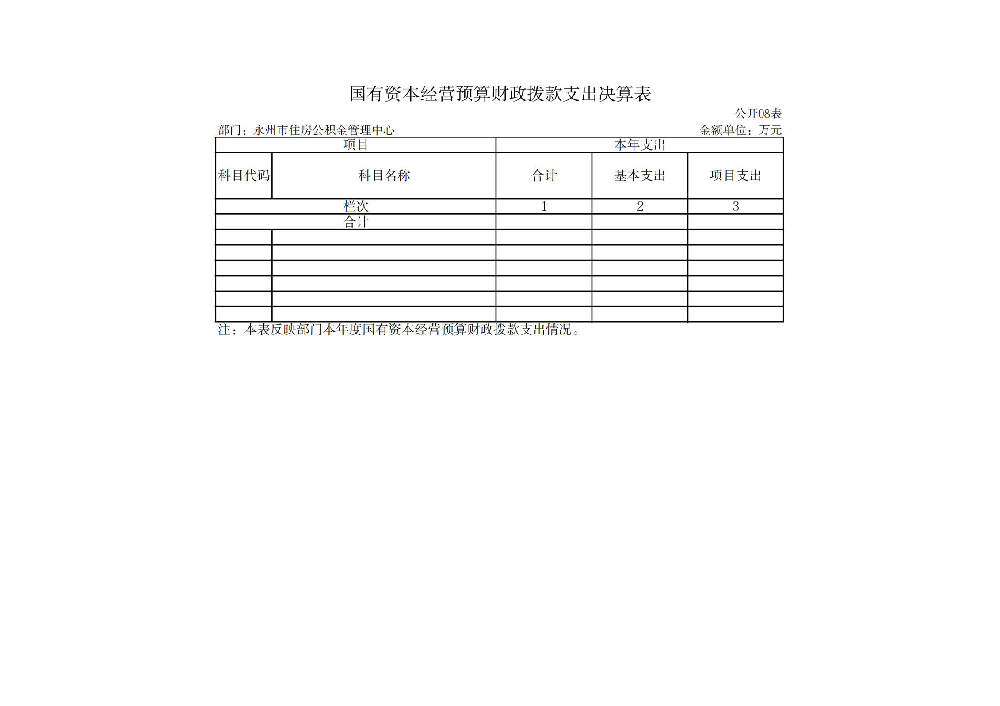 国有资本经营预算财政拨款支出决算表
公开08表
部门：永州市住房公积金管理中心 金额单位：万元
项目 本年支出
科目代码 科目名称 合计 基本支出 项目支出
栏次 1 2 3
合计
注：本表反映部门本年度国有资本经营预算财政拨款支出情况。